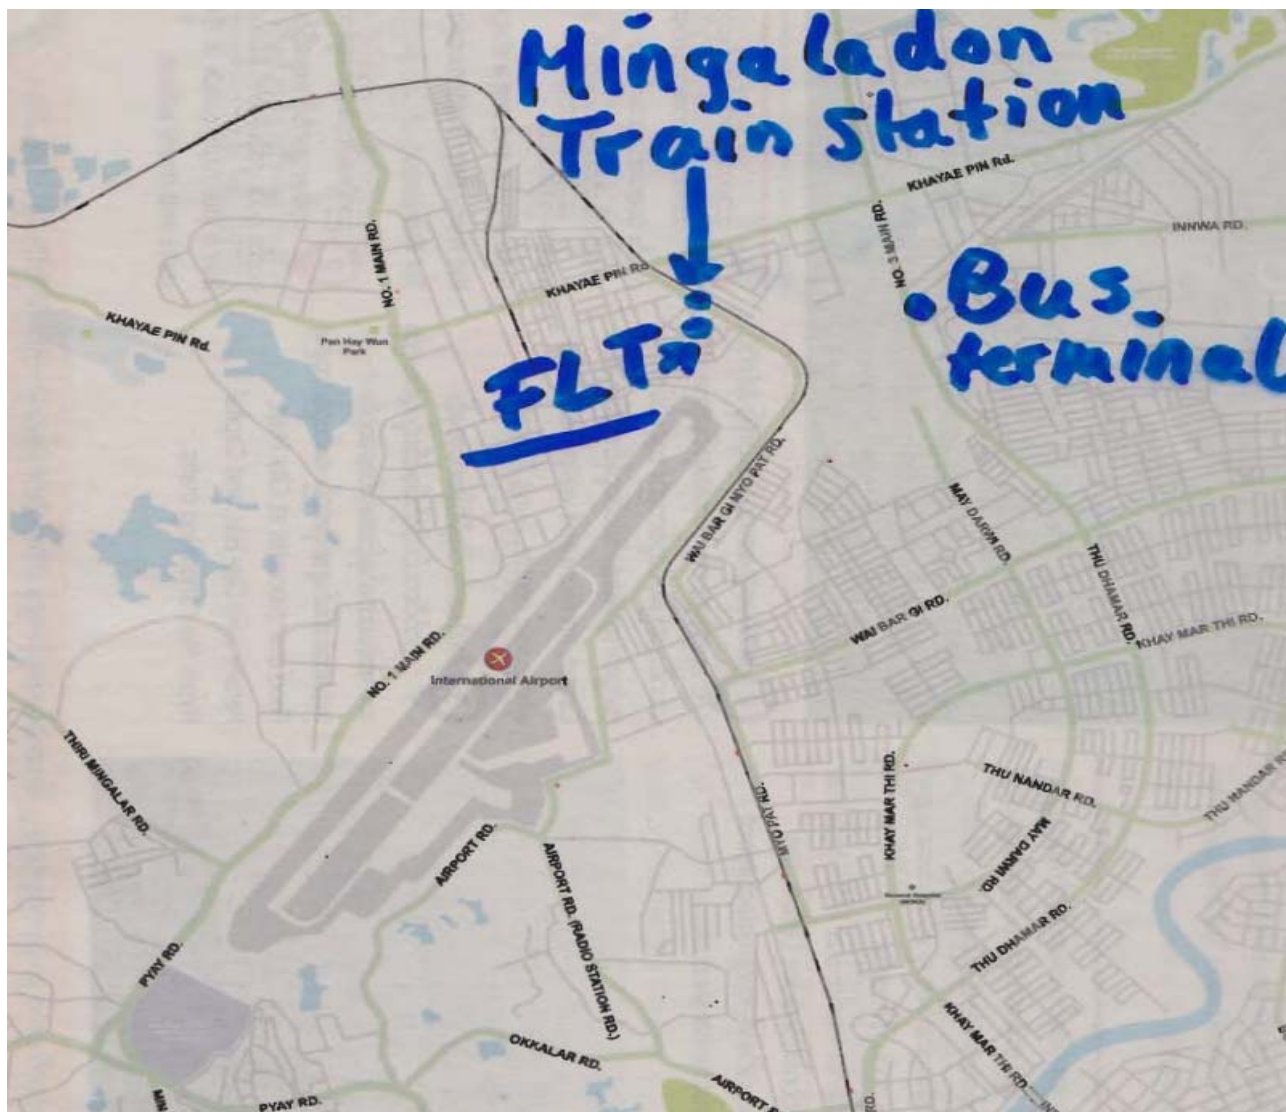 Mingaladon
Train Station
KHAYAE PIN Rd.
INNWA RD.
NO. 1 MAIN RD.
NO. 3 MAIN RD.
KHAYAE PIN Rd
• Bus
terminal
KHAYAE PIN Rd.
Pan Hay Wun
Park
FLT
WAI BAR GI MYO PAT RD.
MAY DARWI RD.
THU DHAMAR RD.
WAI BAR GI RD.
KHAY MAR THI RD.
NO. 1 MAIN RD.
International Airport
THIRI MINGALAR RD.
THU NANDAR RD.
THU NANDAR RD
MYO PAT RD.
KHAY MAR THI RD.
MAY DARWI RD
AIRPORT RD.
AIRPORT RD. (RADIO STATION RD.)
THU DHAMAR RD.
PYAY RD.
KHAY MAR THI RD.
OKKALAR RD.
AIRPORT R
PYAY RD.
MIN
RD.